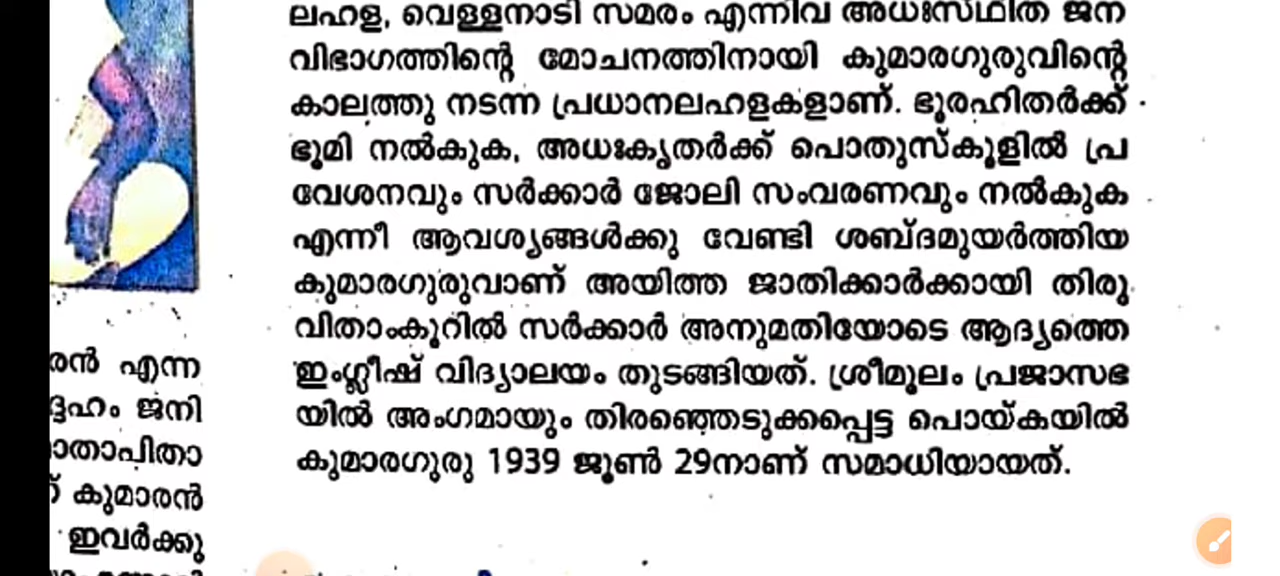 രൻ എന്ന
ദ്ദഹം ജനി
ാതാപിതാ
കുമാരൻ
ഇവർക്കു
ലഹള, വെള്ളനാടി സമരം എന്നിവ അധഃസ്ഥിത ജന
വിഭാഗത്തിന്റെ മോചനത്തിനായി കുമാരഗുരുവിന്റെ
കാലത്തു നടന്ന പ്രധാനലഹളകളാണ്. ഭൂരഹിതർക്ക്
ഭൂമി നൽകുക, അധഃകൃതർക്ക് പൊതുസ്കൂളിൽ പ്ര
വേശനവും സർക്കാർ ജോലി സംവരണവും നൽകുക
എന്നീ ആവശ്യങ്ങൾക്കു വേണ്ടി ശബ്ദമുയർത്തിയ
കുമാരഗുരുവാണ് അയിത്ത ജാതിക്കാർക്കായി തിരു
വിതാംകൂറിൽ സർക്കാർ അനുമതിയോടെ ആദ്യത്തെ
ഇംഗ്ലീഷ് വിദ്യാലയം തുടങ്ങിയത്. ശ്രീമൂലം പ്രജാസഭ
യിൽ അംഗമായും തിരഞ്ഞെടുക്കപ്പെട്ട പൊയ്കയിൽ
കുമാരഗുരു 1939 ജൂൺ 29നാണ് സമാധിയായത്.